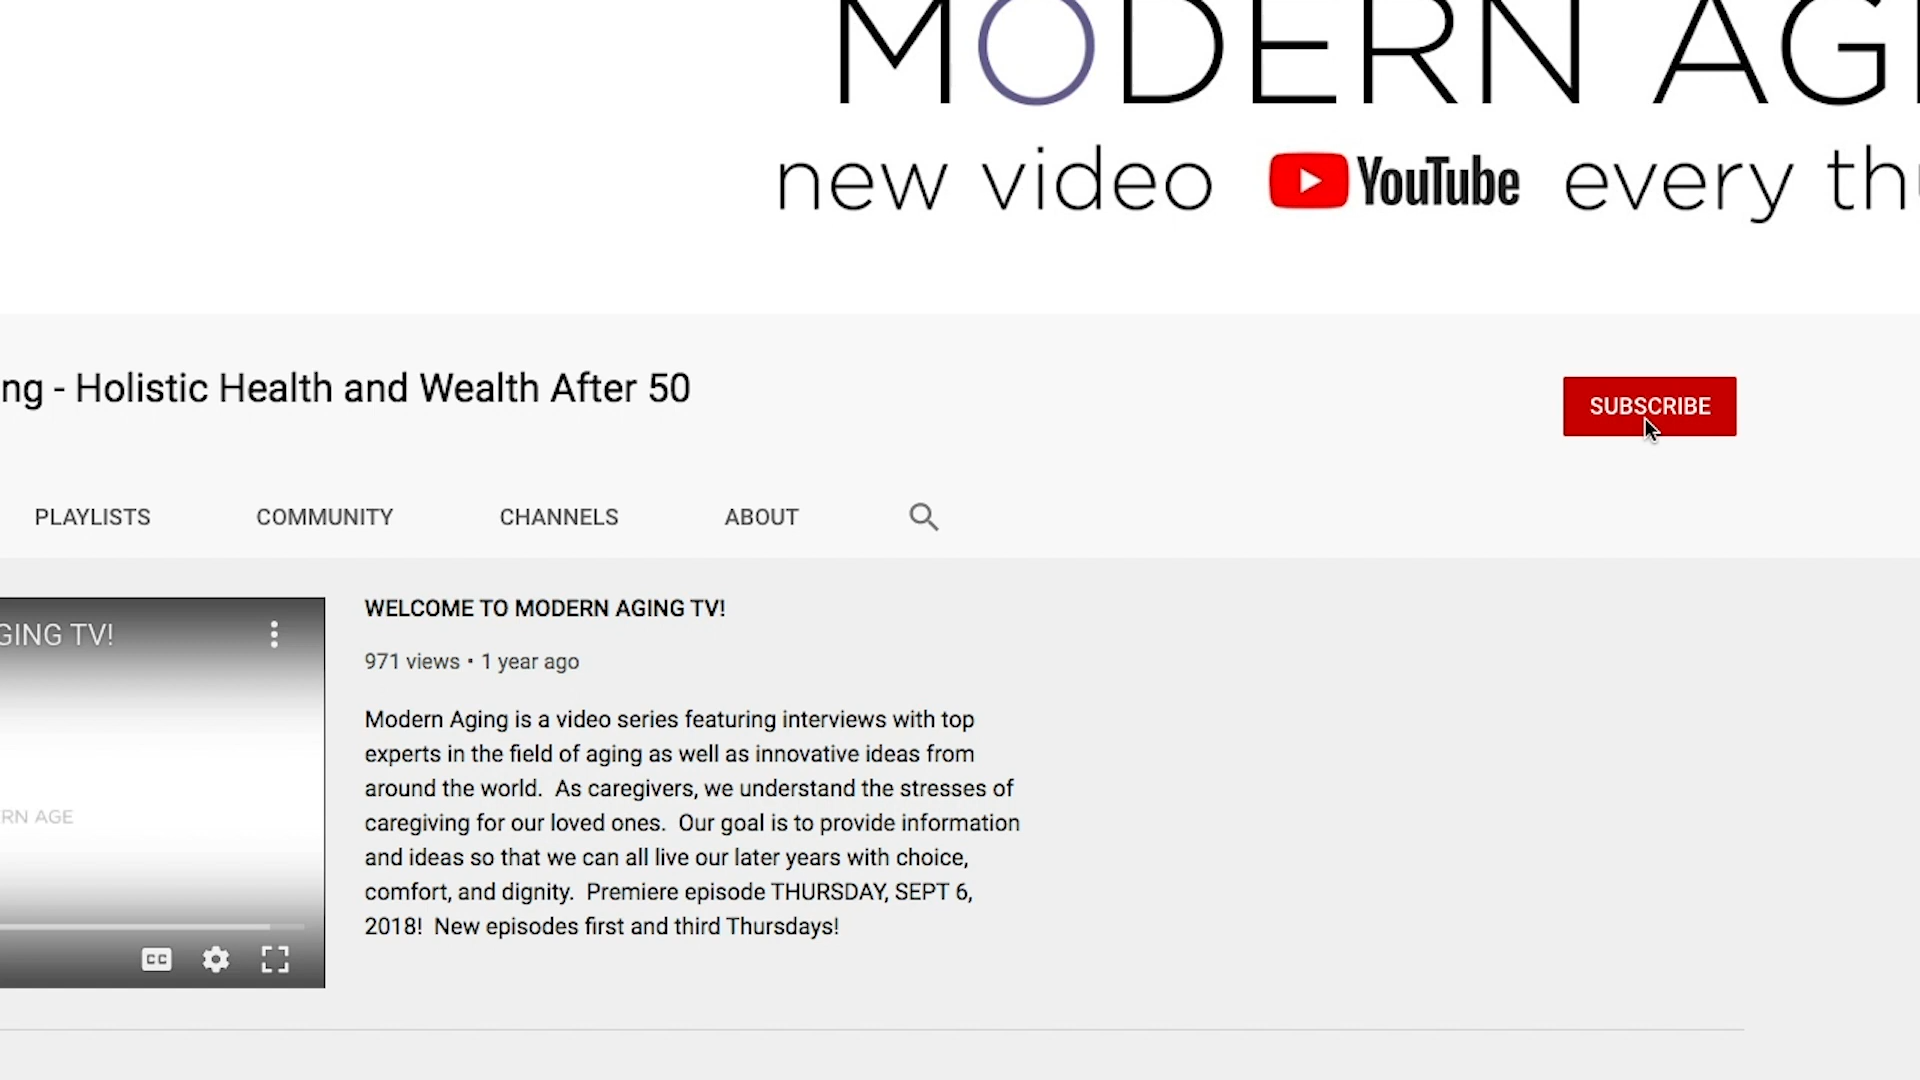 MODERN AG
new video YouTube every th
ng - Holistic Health and Wealth After 50
SUBSCRIBE
PLAYLISTS COMMUNITY CHANNELS ABOUT
GING TV!
WELCOME TO MODERN AGING TV!
971 views • 1 year ago
Modern Aging is a video series featuring interviews with top
experts in the field of aging as well as innovative ideas from
around the world. As caregivers, we understand the stresses of
caregiving for our loved ones. Our goal is to provide information
and ideas so that we can all live our later years with choice,
comfort, and dignity. Premiere episode THURSDAY, SEPT 6,
2018! New episodes first and third Thursdays!
RN AGE
CC